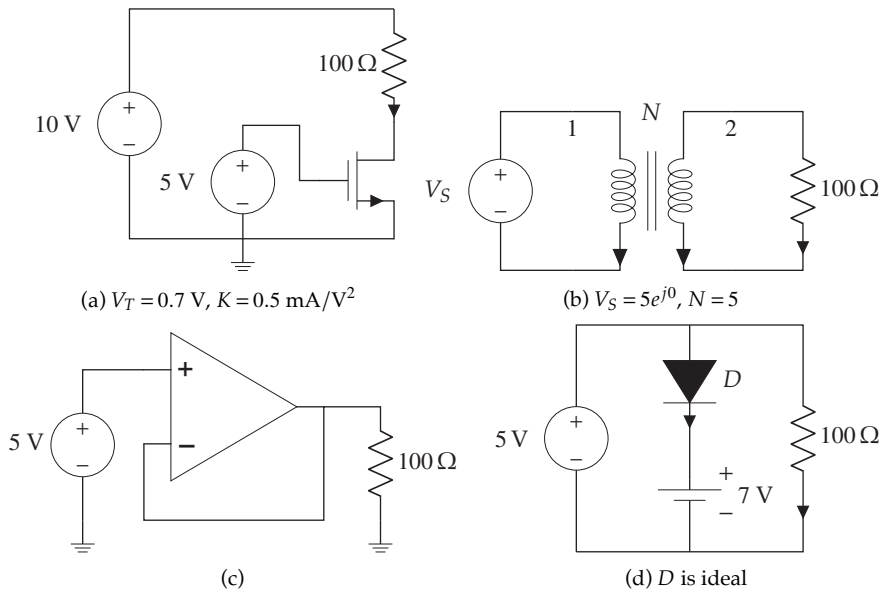 100 Ω
10 V
+
−
5 V
+
−
(a) V_T = 0.7 V, K = 0.5 mA/V²
1
N
2
V_S
+
−
100 Ω
(b) V_S = 5e^{j0}, N = 5
5 V
+
−
+
−
100 Ω
(c)
5 V
+
−
D
+
7 V
−
100 Ω
(d) D is ideal